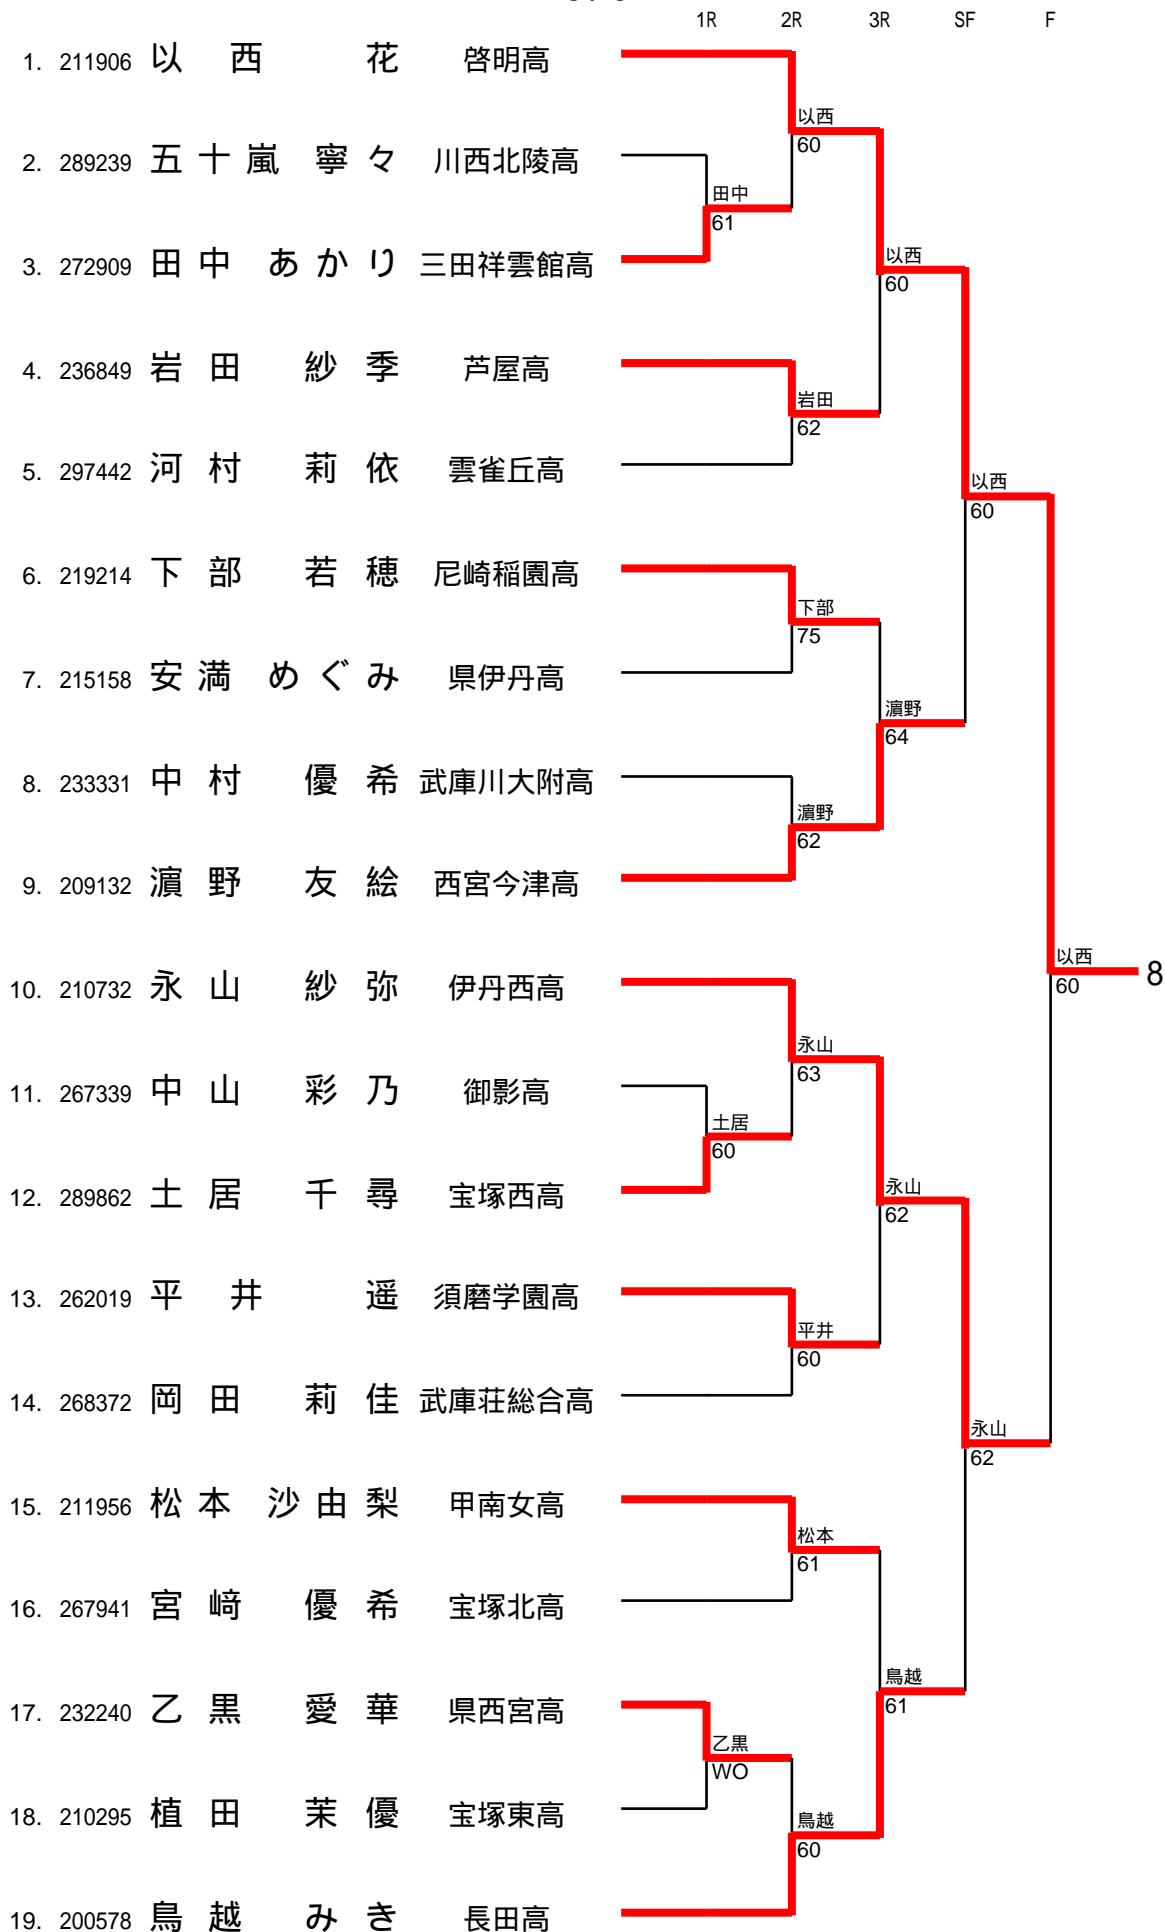 1R 2R 3R SF F
1. 211906 以西 花 啓明高
以西
60
2. 289239 五十嵐 寧々 川西北陵高
田中
61
3. 272909 田中 あかり 三田祥雲館高
以西
60
4. 236849 岩田 紗季 芦屋高
岩田
62
5. 297442 河村 莉依 雲雀丘高
以西
60
6. 219214 下部 若穂 尼崎稲園高
下部
75
7. 215158 安満 めぐみ 県伊丹高
濵野
64
8. 233331 中村 優希 武庫川大附高
濵野
62
9. 209132 濵野 友絵 西宮今津高
以西
60
8
10. 210732 永山 紗弥 伊丹西高
永山
63
11. 267339 中山 彩乃 御影高
土居
60
12. 289862 土居 千尋 宝塚西高
永山
62
13. 262019 平井 遥 須磨学園高
平井
60
14. 268372 岡田 莉佳 武庫荘総合高
永山
62
15. 211956 松本 沙由梨 甲南女高
松本
61
16. 267941 宮﨑 優希 宝塚北高
鳥越
61
17. 232240 乙黒 愛華 県西宮高
乙黒
WO
18. 210295 植田 茉優 宝塚東高
鳥越
60
19. 200578 鳥越 みき 長田高